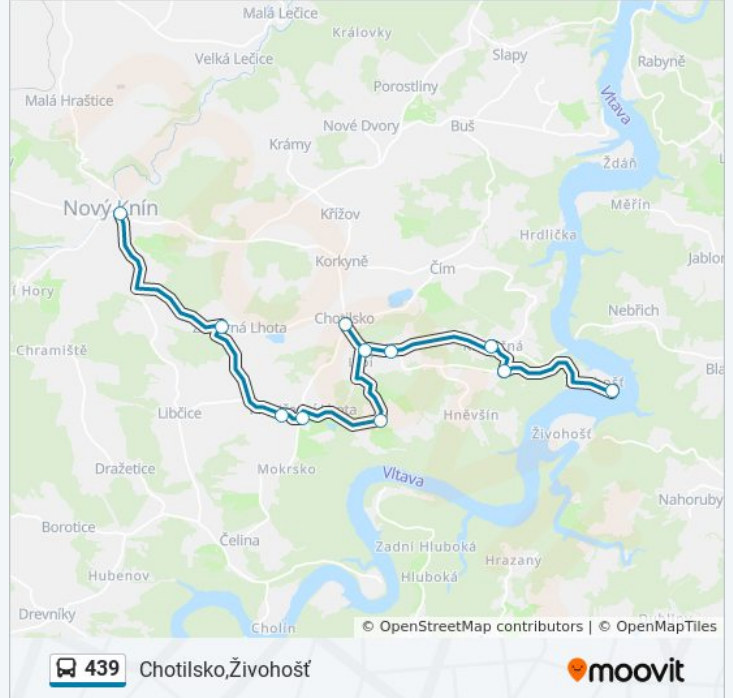 Malá Lečice
Královky
Velká Lečice
Slapy
Rabyně
Porostliny
Malá Hraštice
Vltava
Nové Dvory
Buš
Krámy
Ždáň
Nový Knín
Křížov
Měřín
Hrdlička
Korkyně
Čím
Jablon
í Hory
Chotilsko
Nebřich
Lhota
Chramiště
Libčice
Hněvšín
Živohošť
Mokrsko
Dražetice
Vltava
Nahoruby
Borotice
Čelina
Zadní Hluboká
Hrazany
Hubenov
Hluboká
Drevníky
Cholín
© OpenStreetMap contributors | © OpenMapTiles
439 Chotilsko,Živohošť
moovit